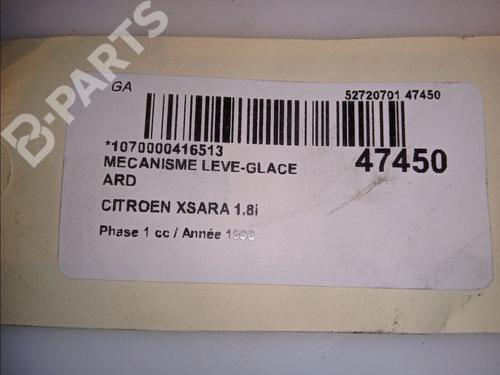 B-PARTS
GA
52720701 47450
*1070000416513
47450
MECANISME LEVE-GLACE
ARD
CITROEN XSARA 1.8i
Phase 1 cc / Année